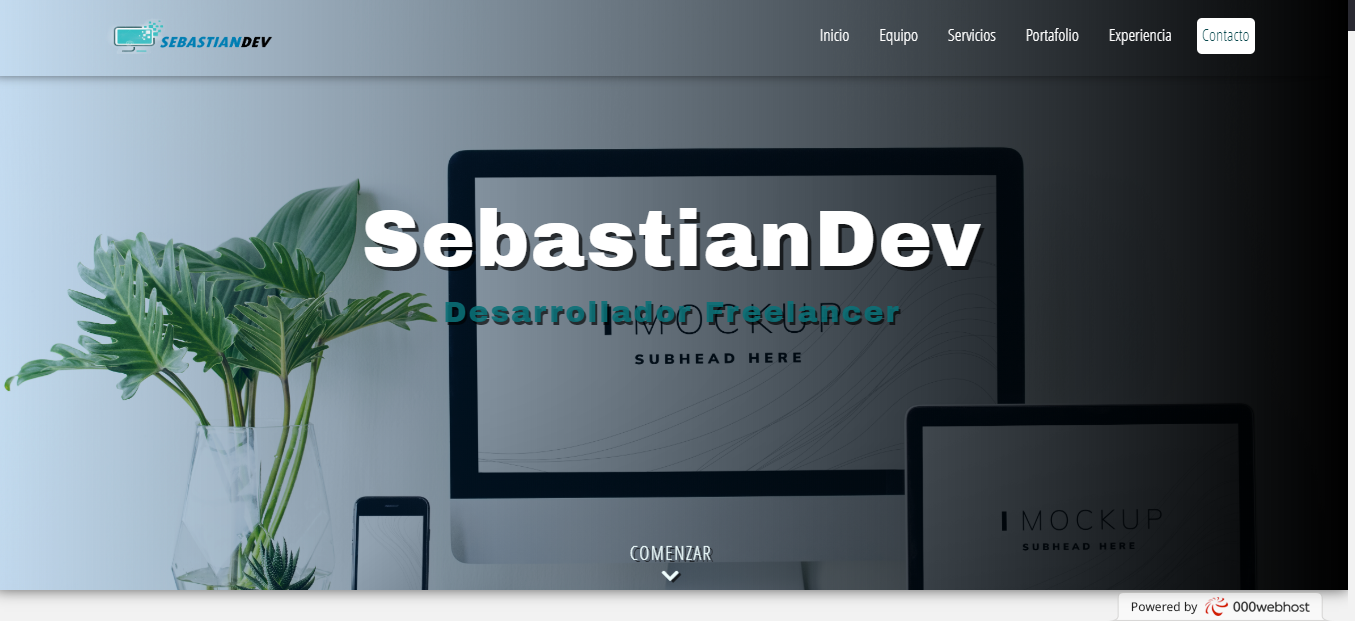 SEBASTIANDEV
Inicio Equipo Servicios Portafolio Experiencia Contacto
SebastianDev
Desarrollador Freelancer
MOCKUP
SUBHEAD HERE
MOCKUP
SUBHEAD HERE
COMENZAR
Powered by 000webhost